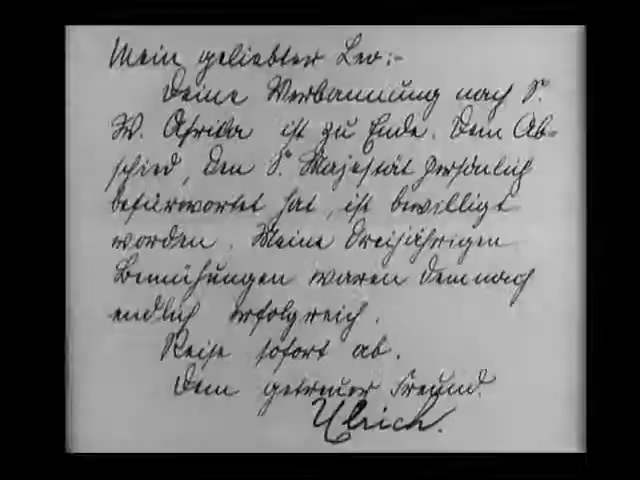 Mein geliebter Leo:-
Deine Verbannung nach S.
W. Afrika ist zu Ende. Dein Ab=
schied, den S. Majestät persönlich
befürwortet hat, ist bewilligt
worden. Meine dreijährigen
Bemühungen waren demnach
endlich erfolgreich.
Reise sofort ab.
Dein getreuer Freund.
Ulrich.